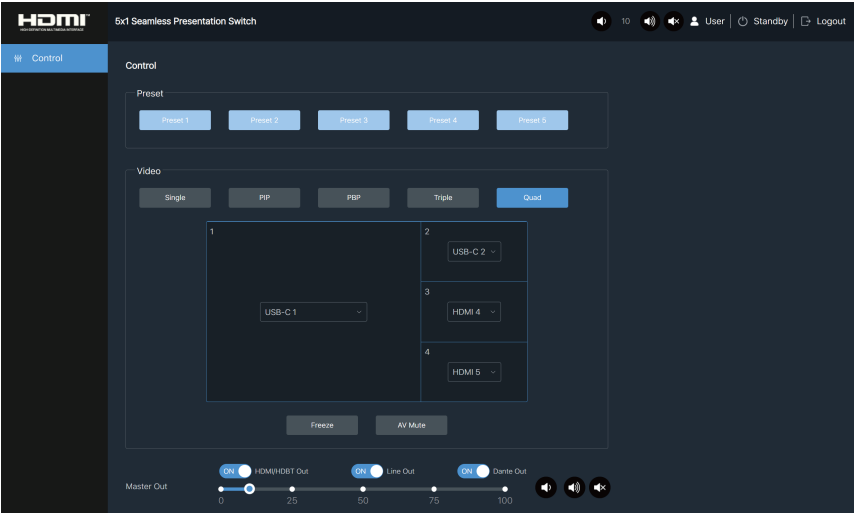 HDMI
HIGH-DEFINITION MULTIMEDIA INTERFACE
5x1 Seamless Presentation Switch
10 User Standby Logout
Control
Control
Preset
Preset 1 Preset 2 Preset 3 Preset 4 Preset 5
Video
Single PIP PBP Triple Quad
1
2
USB-C 2
3
USB-C 1
HDMI 4
4
HDMI 5
Freeze AV Mute
ON HDMI/HDBT Out ON Line Out ON Dante Out
Master Out
0 25 50 75 100